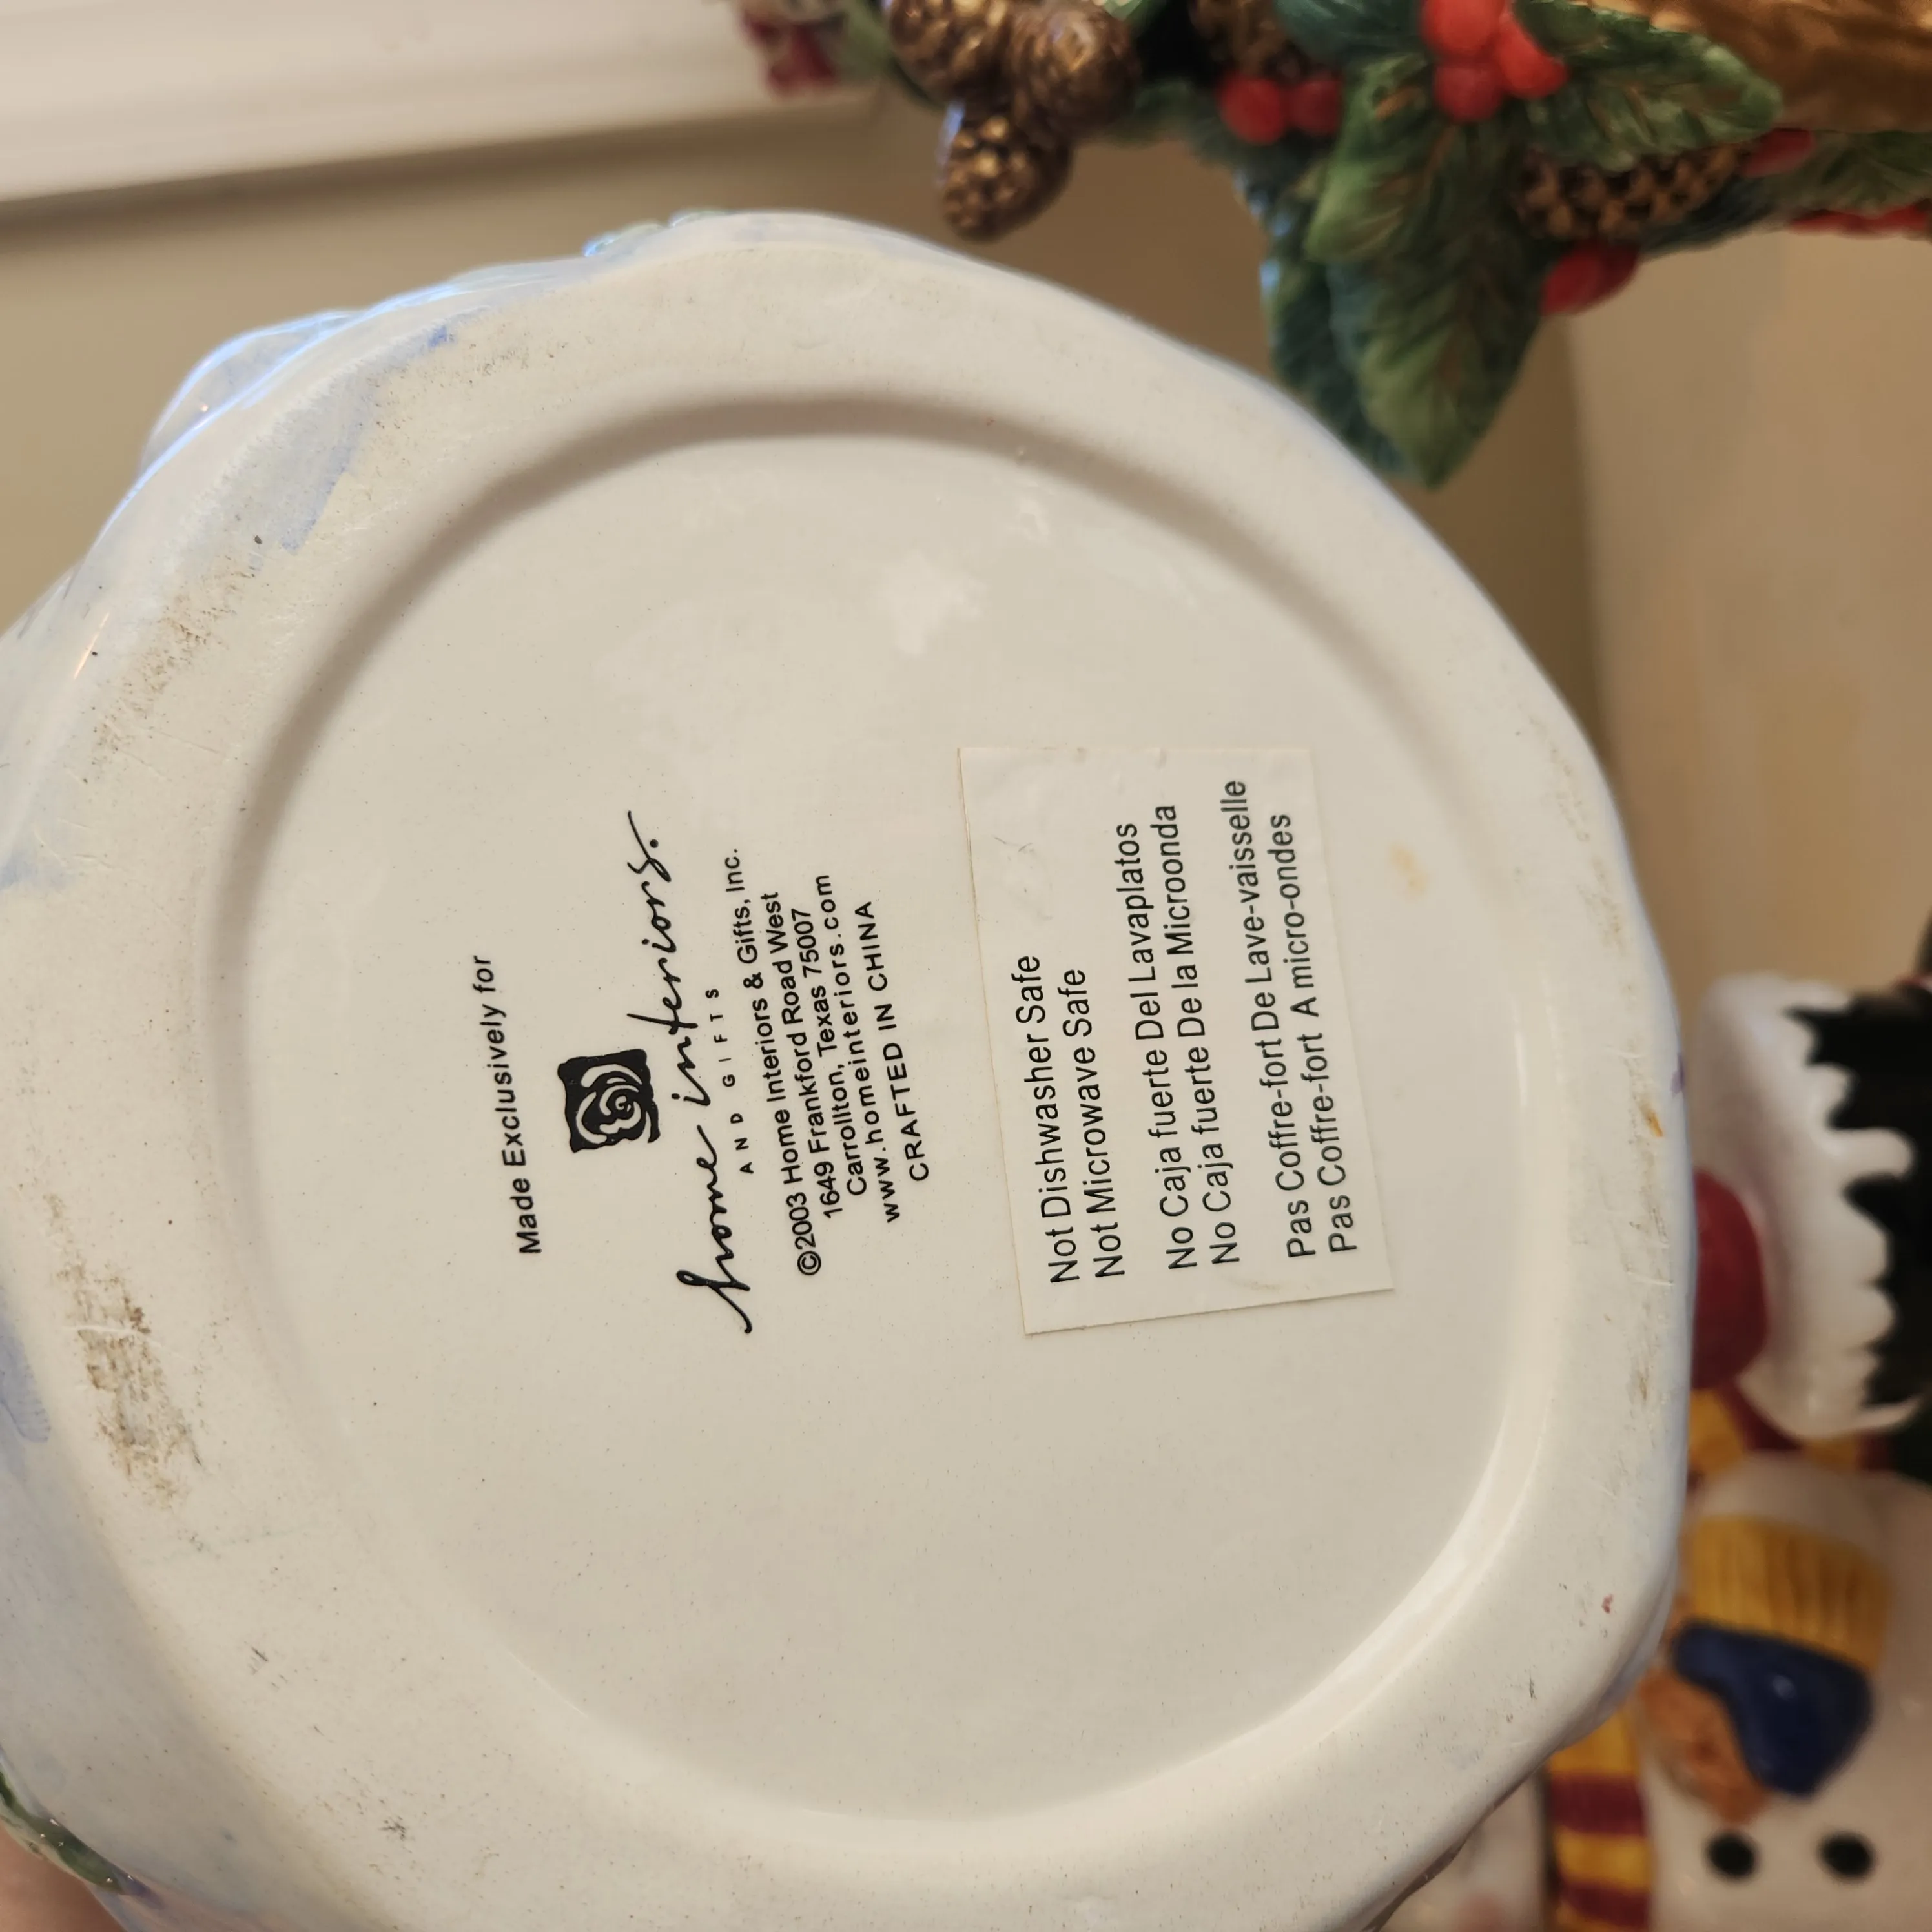 Made Exclusively for
home interiors.
AND GIFTS
©2003 Home Interiors & Gifts, Inc.
1649 Frankford Road West
Carrollton, Texas 75007
www.homeinteriors.com
CRAFTED IN CHINA
Not Dishwasher Safe
Not Microwave Safe
No Caja fuerte Del Lavaplatos
No Caja fuerte De la Microonda
Pas Coffre-fort De Lave-vaisselle
Pas Coffre-fort A micro-ondes